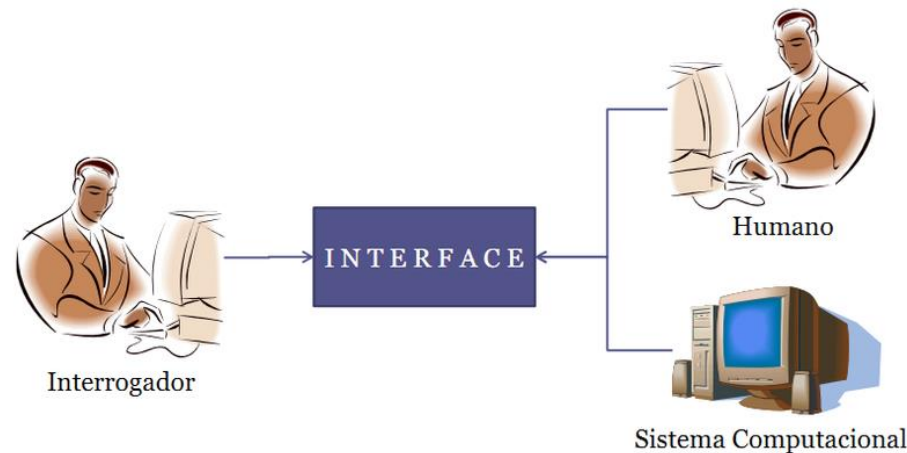 Humano
INTERFACE
Interrogador
Sistema Computacional